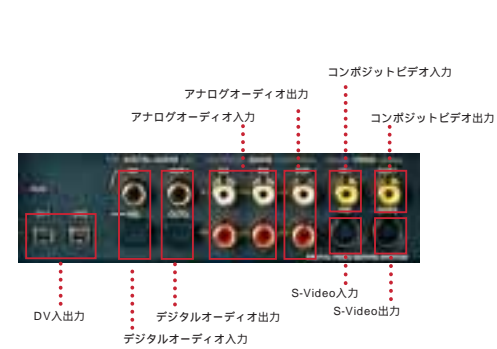 コンポジットビデオ入力
アナログオーディオ出力
アナログオーディオ入力
コンポジットビデオ出力
S-Video入力
S-Video出力
DV入出力
デジタルオーディオ出力
デジタルオーディオ入力